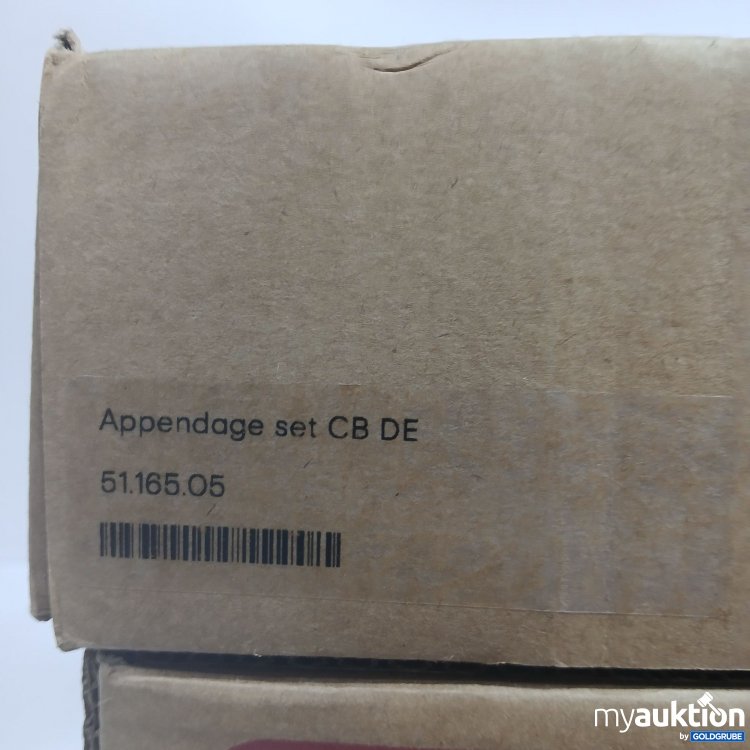 Appendage set CB DE
51.165.05
myauktion
by GOLDGRUBE